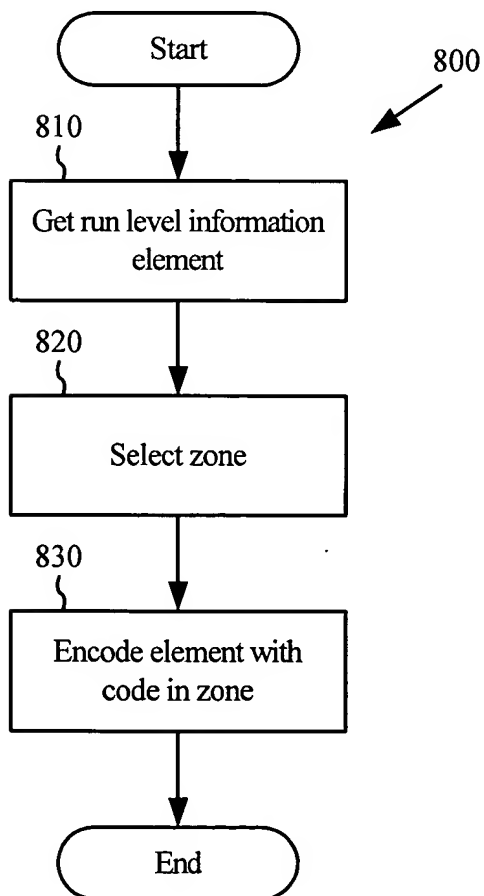 Start
800
810
Get run level information
element
820
Select zone
830
Encode element with
code in zone
End